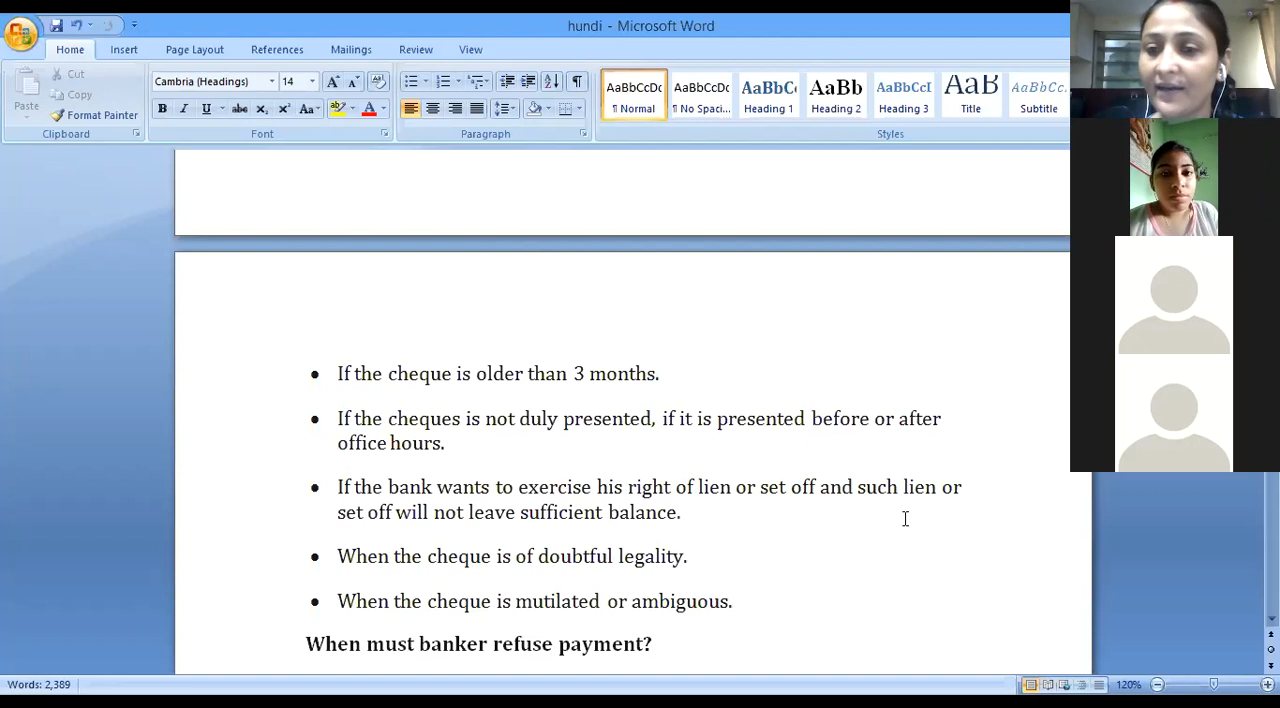 hundi - Microsoft Word
Home Insert Page Layout References Mailings Review View
Paste
Cut
Copy
Format Painter
Clipboard
Cambria (Headings) 14
Font
Paragraph
AaBbCcDc AaBbCcDc AaBbC AaBb AaBbCcI AaB AaBbCc.
¶ Normal ¶ No Spaci... Heading 1 Heading 2 Heading 3 Title Subtitle
Styles
• If the cheque is older than 3 months.
• If the cheques is not duly presented, if it is presented before or after
office hours.
• If the bank wants to exercise his right of lien or set off and such lien or
set off will not leave sufficient balance.
• When the cheque is of doubtful legality.
• When the cheque is mutilated or ambiguous.
When must banker refuse payment?
Words: 2,389
120%